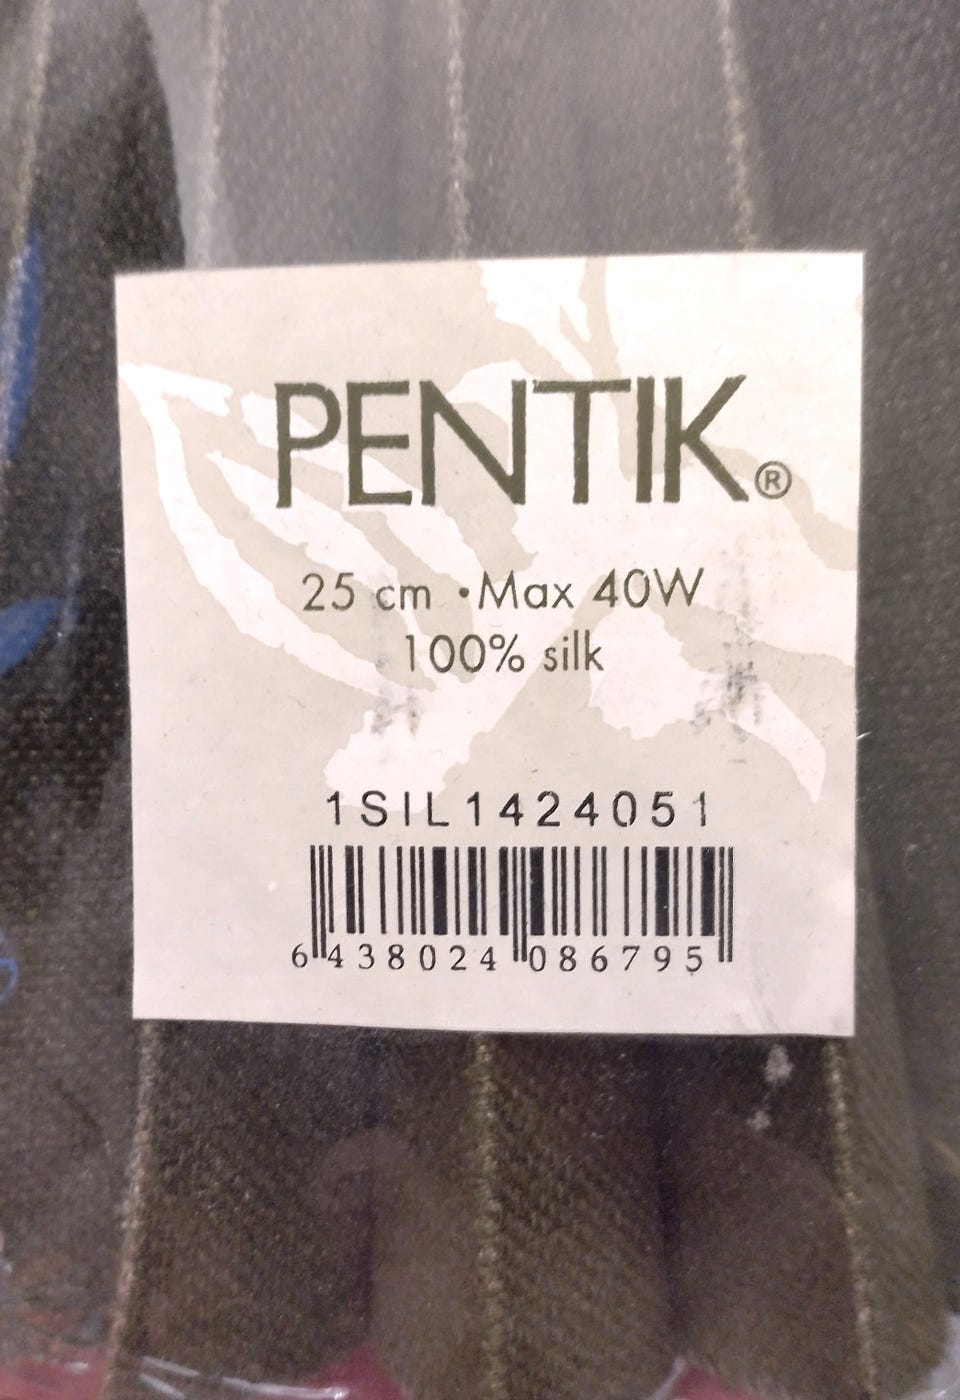 PENTIK®
25 cm • Max 40W
100% silk
1SIL1424051
6 438024 086795